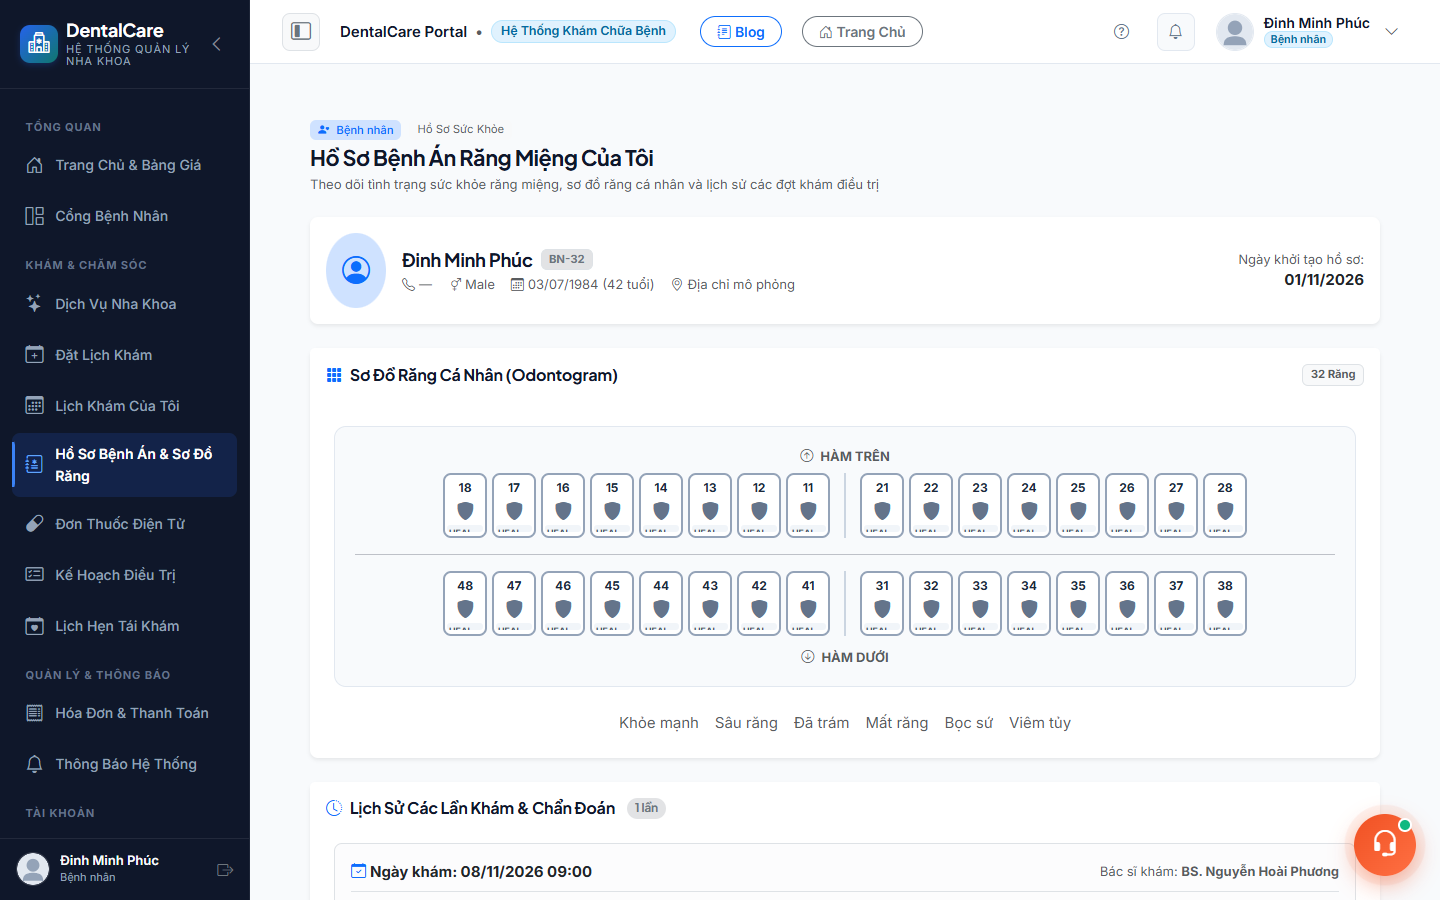 DentalCare
HỆ THỐNG QUẢN LÝ
NHA KHOA
TỔNG QUAN
Trang Chủ & Bảng Giá
Cổng Bệnh Nhân
KHÁM & CHĂM SÓC
Dịch Vụ Nha Khoa
Đặt Lịch Khám
Lịch Khám Của Tôi
Hồ Sơ Bệnh Án & Sơ Đồ
Răng
Đơn Thuốc Điện Tử
Kế Hoạch Điều Trị
Lịch Hẹn Tái Khám
QUẢN LÝ & THÔNG BÁO
Hóa Đơn & Thanh Toán
Thông Báo Hệ Thống
TÀI KHOẢN
Đinh Minh Phúc
Bệnh nhân
DentalCare Portal • Hệ Thống Khám Chữa Bệnh Blog Trang Chủ
Đinh Minh Phúc
Bệnh nhân
Bệnh nhân Hồ Sơ Sức Khỏe
Hồ Sơ Bệnh Án Răng Miệng Của Tôi
Theo dõi tình trạng sức khỏe răng miệng, sơ đồ răng cá nhân và lịch sử các đợt khám điều trị
Đinh Minh Phúc BN-32
— Male 03/07/1984 (42 tuổi) Địa chỉ mô phỏng
Ngày khởi tạo hồ sơ:
01/11/2026
Sơ Đồ Răng Cá Nhân (Odontogram) 32 Răng
HÀM TRÊN
18 17 16 15 14 13 12 11 21 22 23 24 25 26 27 28
48 47 46 45 44 43 42 41 31 32 33 34 35 36 37 38
HÀM DƯỚI
Khỏe mạnh Sâu răng Đã trám Mất răng Bọc sứ Viêm tủy
Lịch Sử Các Lần Khám & Chẩn Đoán 1 lần
Ngày khám: 08/11/2026 09:00 Bác sĩ khám: BS. Nguyễn Hoài Phương